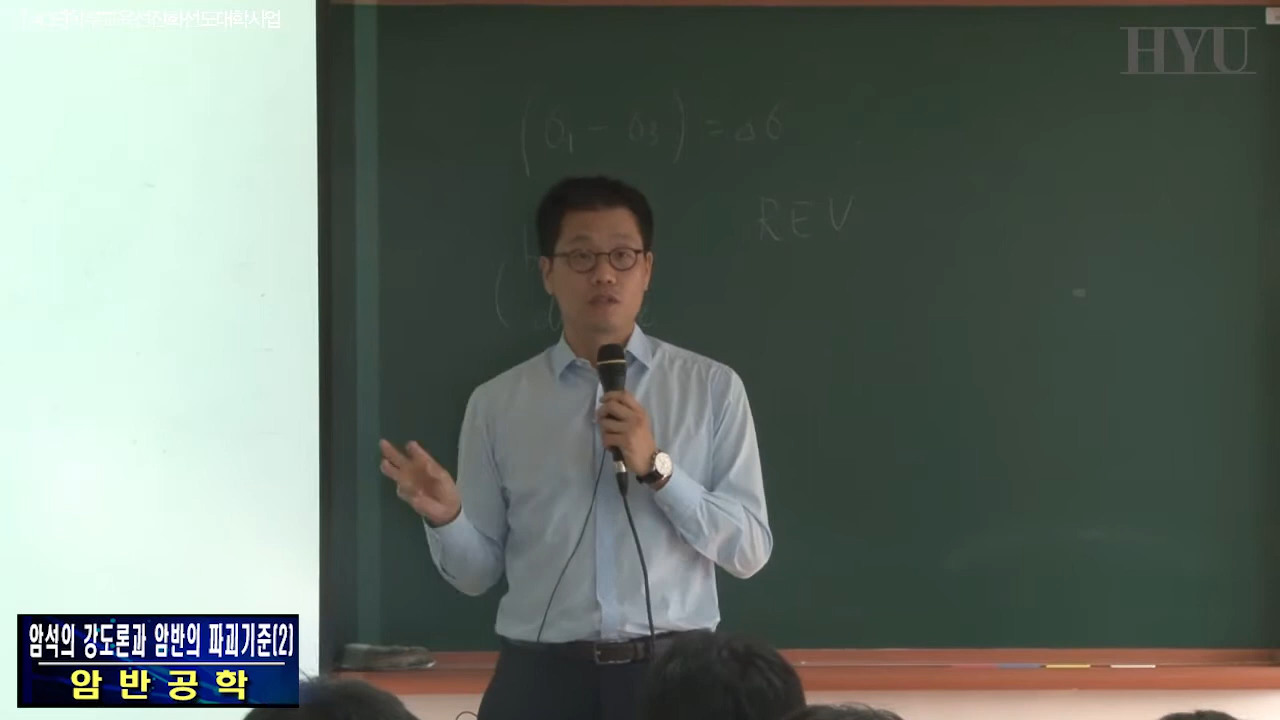 HYU
(σ₁ - σ₃) = Δσ
REV
암석의 강도론과 암반의 파괴기준(2)
암반공학